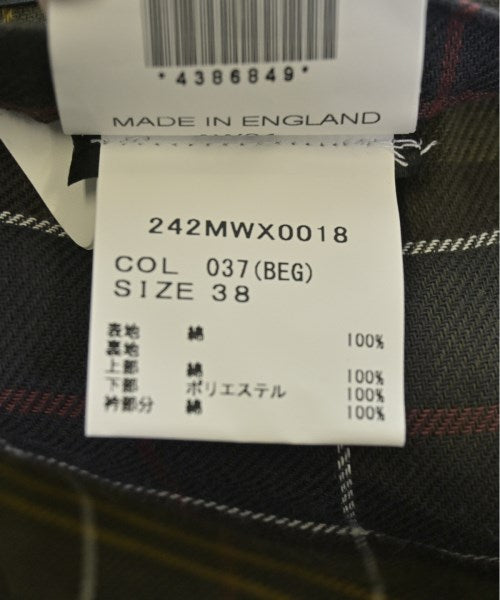 *4386849*
MADE IN ENGLAND
242MWX0018
COL 037(BEG)
SIZE 38
表地 綿 100%
裏地
上部 綿 100%
下部 ポリエステル 100%
衿部分 綿 100%